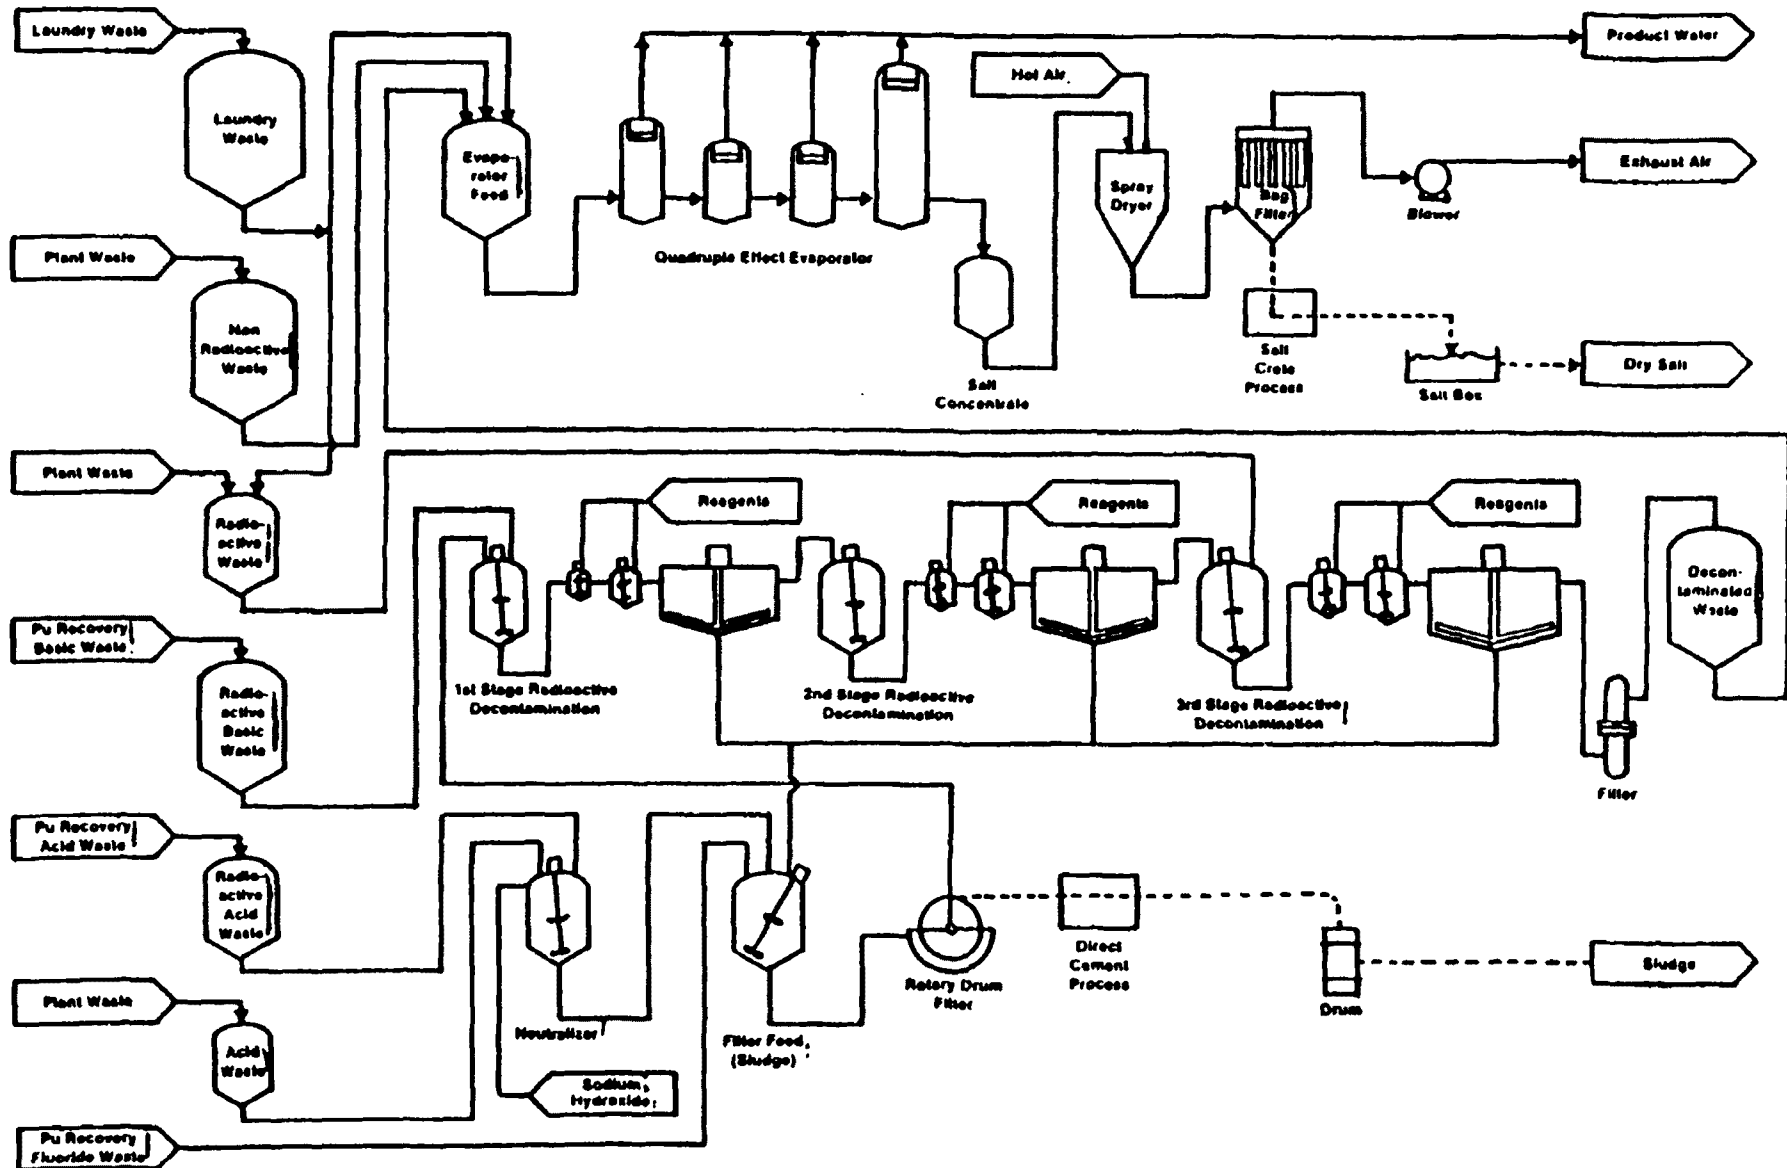 Laundry Waste
Laundry
Waste
Plant Waste
Non
Radioactive
Waste
Plant Waste
Radio-
active
Waste
Pu Recovery
Basic Waste
Radio-
active
Basic
Waste
Pu Recovery
Acid Waste
Radio-
active
Acid
Waste
Plant Waste
Acid
Waste
Pu Recovery
Fluoride Waste
Evapo-
rator
Feed
Quadruple Effect Evaporator
Salt
Concentrate
Hot Air
Spray
Dryer
Bag
Filter
Blower
Salt
Crete
Process
Salt Box
Product Water
Exhaust Air
Dry Salt
Reagents
Reagents
Reagents
1st Stage Radioactive
Decontamination
2nd Stage Radioactive
Decontamination
3rd Stage Radioactive
Decontamination
Decon-
taminated
Waste
Filter
Neutralizer
Sodium
Hydroxide
Filter Feed
(Sludge)
Rotary Drum
Filter
Direct
Cement
Process
Drum
Sludge